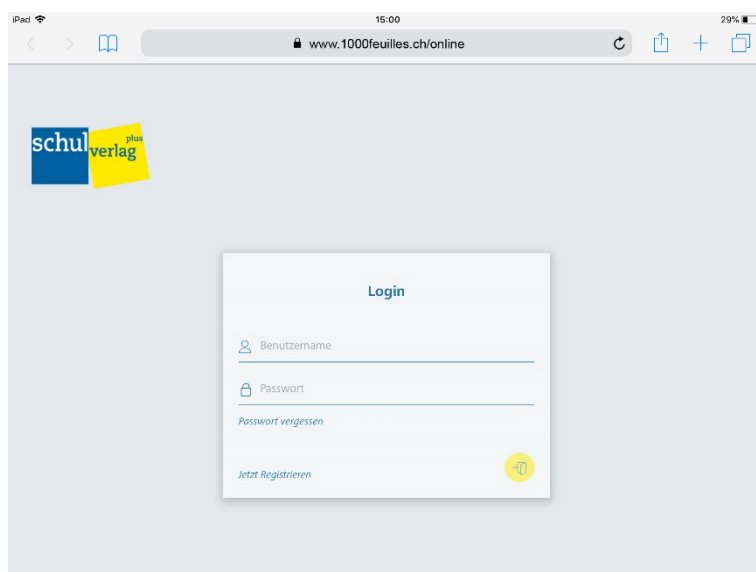 iPad 15:00 29%
www.1000feuilles.ch/online
schul
plus
verlag
Login
Benutzername
Passwort
Passwort vergessen
Jetzt Registrieren